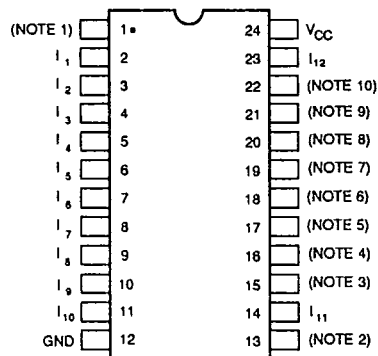 (NOTE 1) 1 24 VCC
I1 2 23 I12
I2 3 22 (NOTE 10)
I3 4 21 (NOTE 9)
I4 5 20 (NOTE 8)
I5 6 19 (NOTE 7)
I6 7 18 (NOTE 6)
I7 8 17 (NOTE 5)
I8 9 16 (NOTE 4)
I9 10 15 (NOTE 3)
I10 11 14 I11
GND 12 13 (NOTE 2)